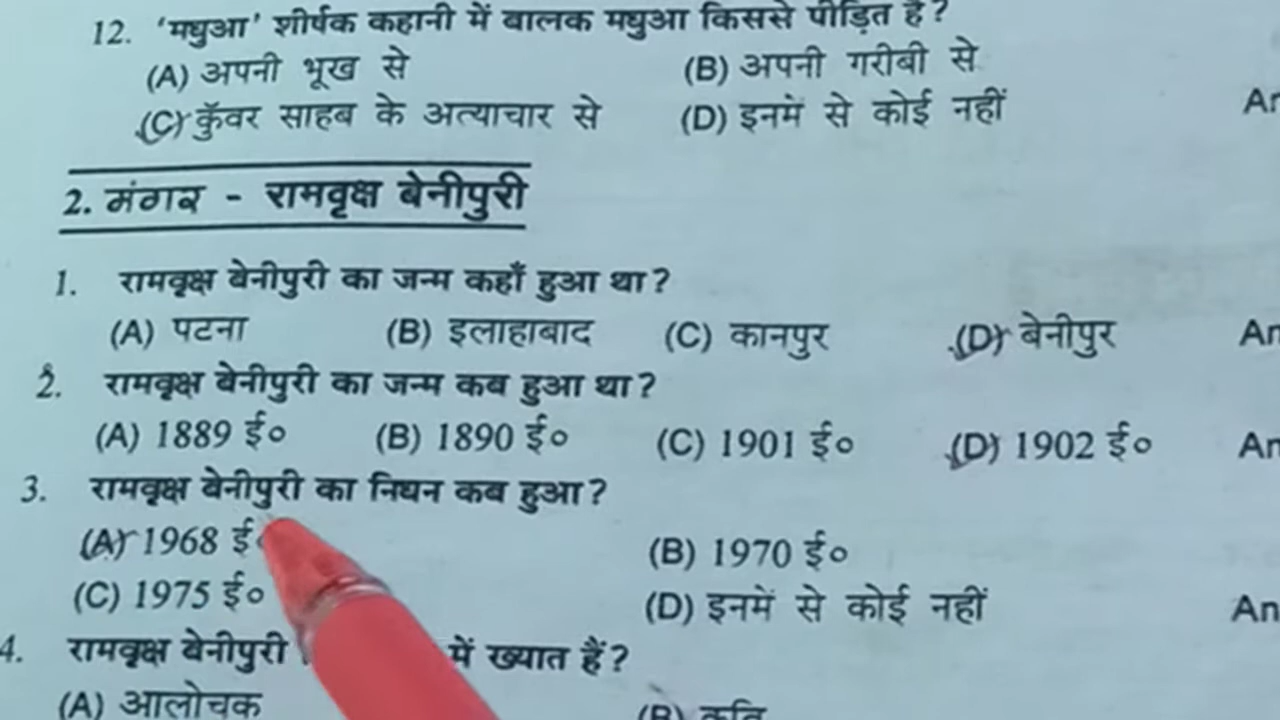 12. 'मधुआ' शीर्षक कहानी में बालक मधुआ किससे पीड़ित है?
(A) अपनी भूख से (B) अपनी गरीबी से
(C) कुँवर साहब के अत्याचार से (D) इनमें से कोई नहीं
2. मंगर - रामवृक्ष बेनीपुरी
1. रामवृक्ष बेनीपुरी का जन्म कहाँ हुआ था?
(A) पटना (B) इलाहाबाद (C) कानपुर (D) बेनीपुर
2. रामवृक्ष बेनीपुरी का जन्म कब हुआ था?
(A) 1889 ई० (B) 1890 ई० (C) 1901 ई० (D) 1902 ई०
3. रामवृक्ष बेनीपुरी का निधन कब हुआ?
(A) 1968 ई० (B) 1970 ई०
(C) 1975 ई० (D) इनमें से कोई नहीं
4. रामवृक्ष बेनीपुरी में ख्यात हैं?
(A) आलोचक (B) कवि